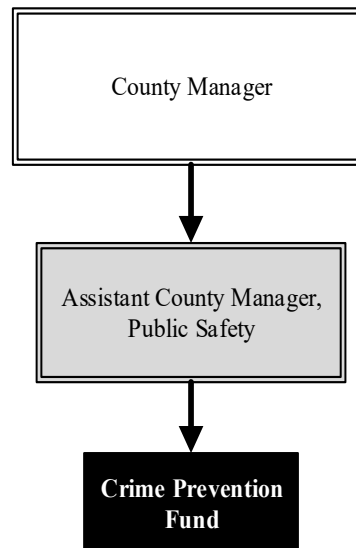 County Manager
Assistant County Manager,
Public Safety
Crime Prevention
Fund